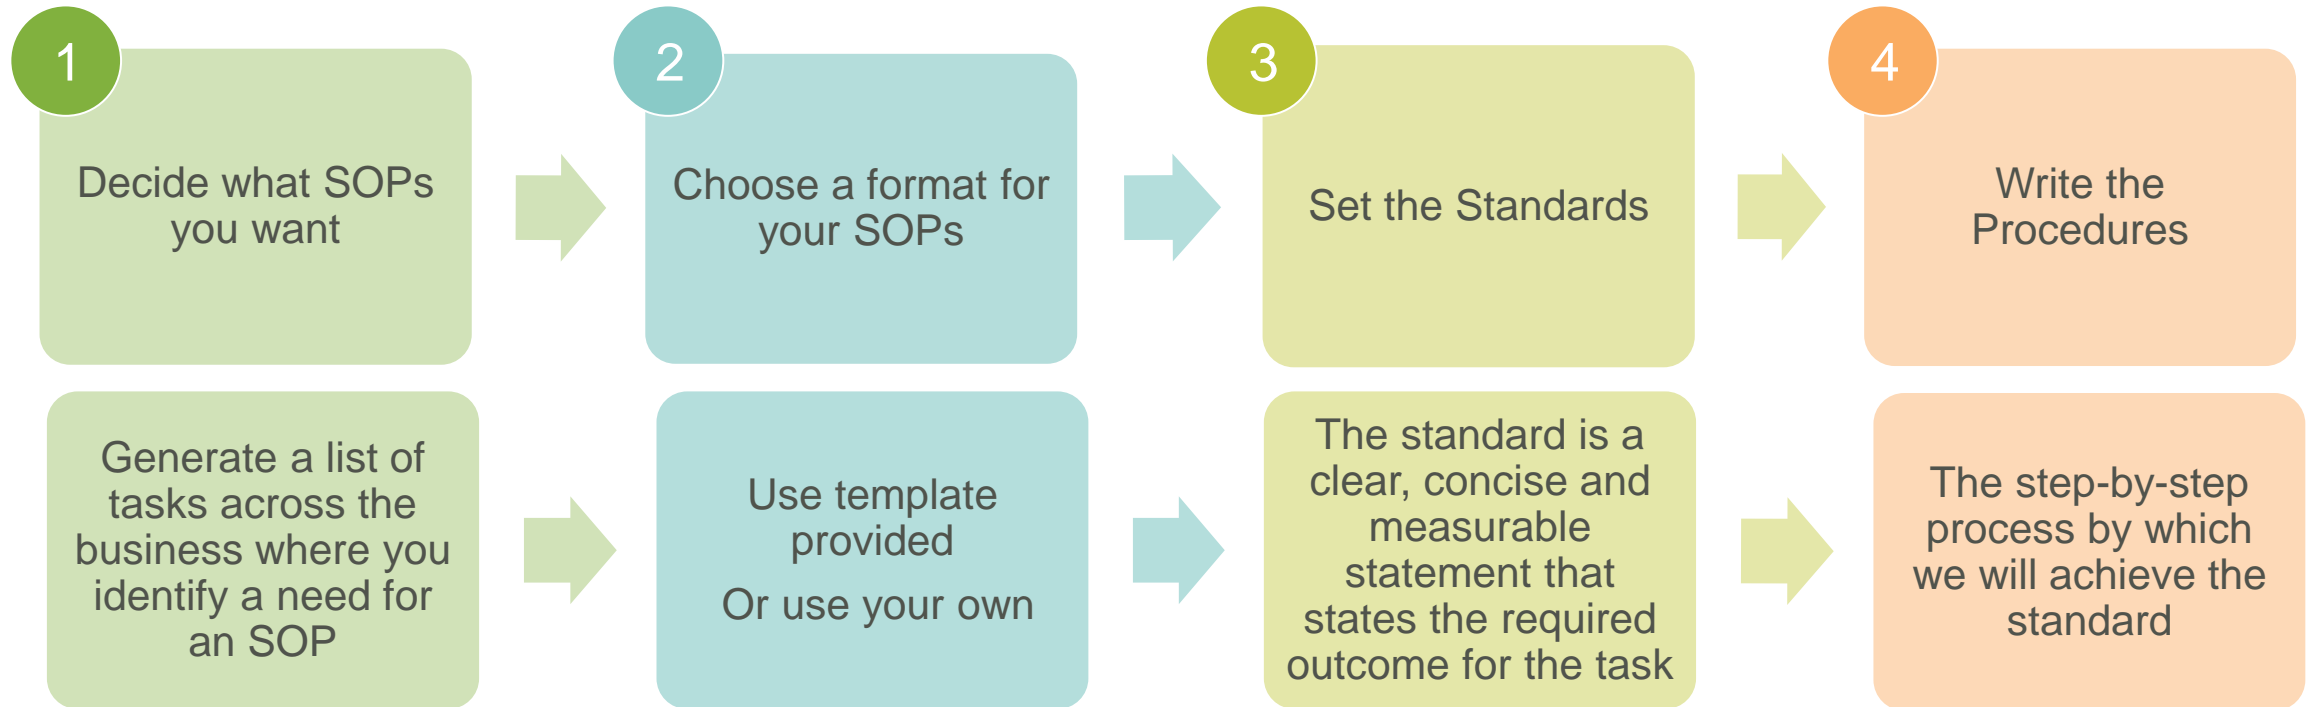 1
Decide what SOPs
you want
2
Choose a format for
your SOPs
3
Set the Standards
4
Write the
Procedures
Generate a list of
tasks across the
business where you
identify a need for
an SOP
Use template
provided
Or use your own
The standard is a
clear, concise and
measurable
statement that
states the required
outcome for the task
The step-by-step
process by which
we will achieve the
standard